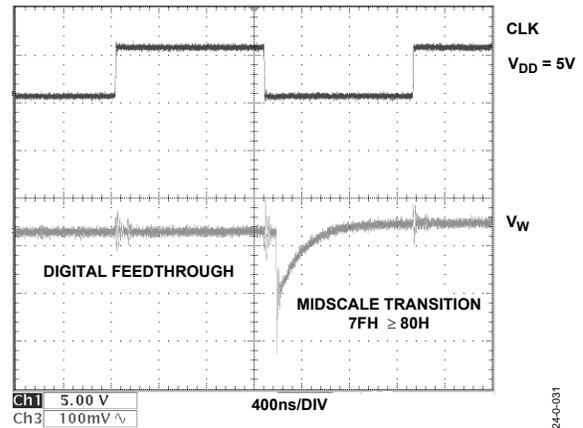 CLK
V_DD = 5V
V_W
DIGITAL FEEDTHROUGH
MIDSCALE TRANSITION
7FH ≥ 80H
Ch1 5.00 V
400ns/DIV
Ch3 100mV ∿
24-0-031